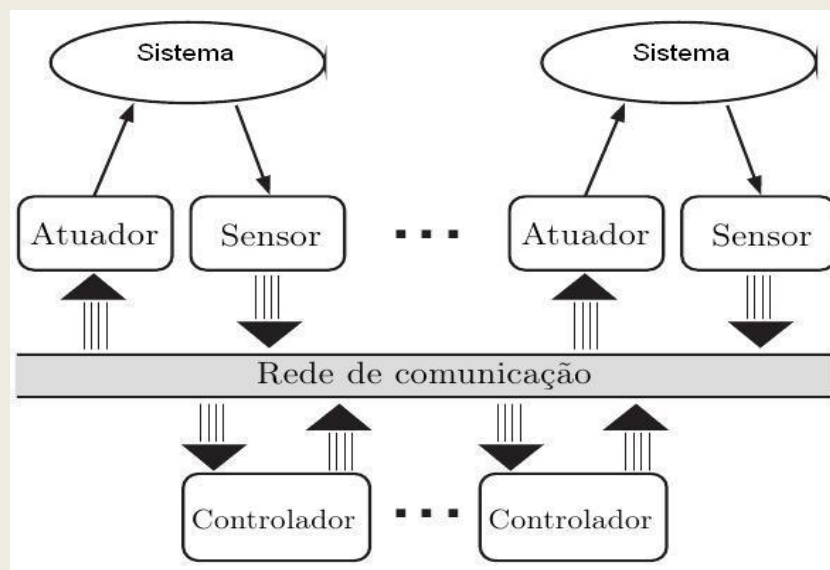 Sistema
Sistema
Atuador
Sensor
...
Atuador
Sensor
Rede de comunicação
Controlador
...
Controlador